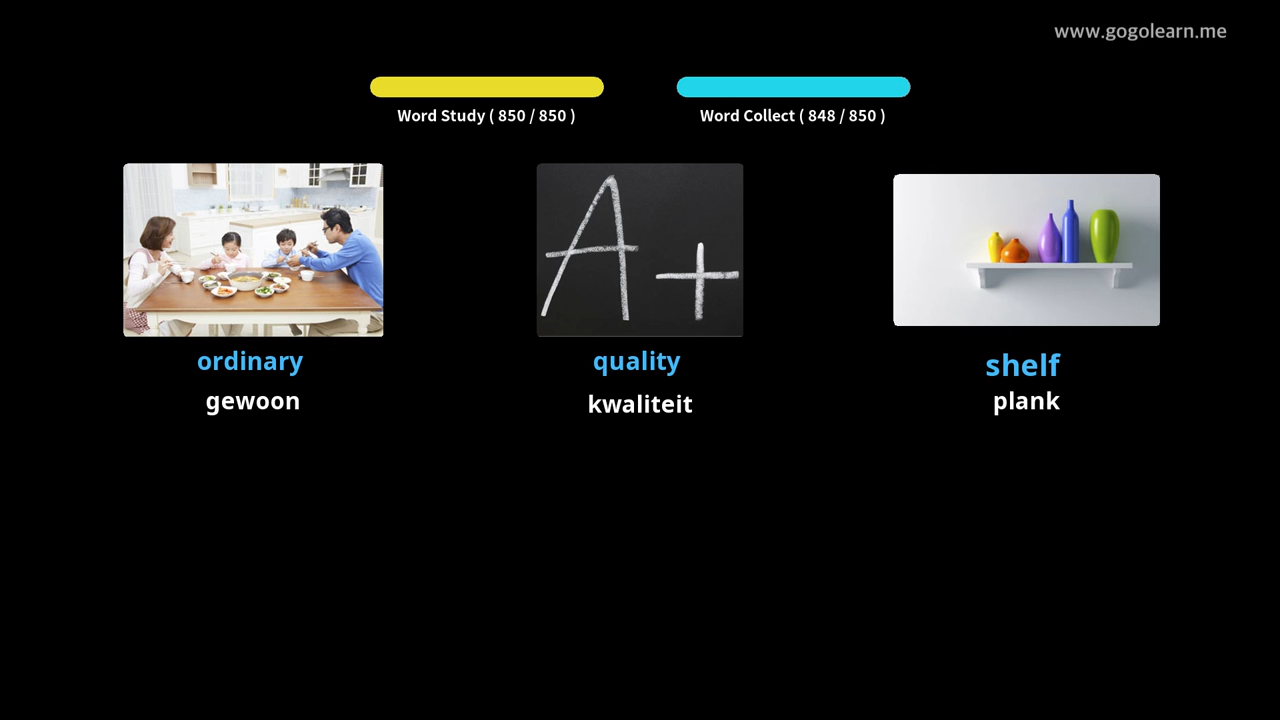 www.gogolearn.me
Word Study ( 850 / 850 )
Word Collect ( 848 / 850 )
A+
ordinary
quality
shelf
gewoon
kwaliteit
plank